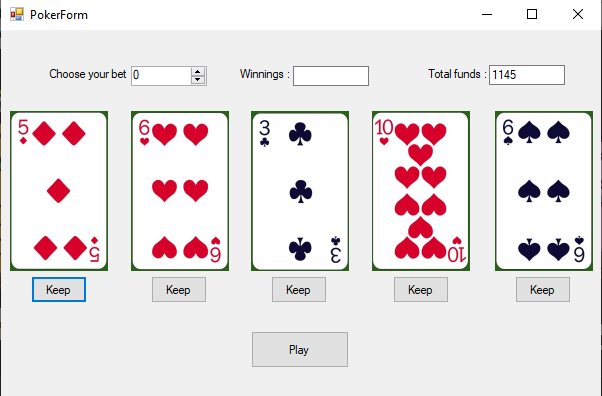 PokerForm
Choose your bet 0 Winnings : Total funds : 1145
5 6 3 10 6
5 6 3 10 6
Keep Keep Keep Keep Keep
Play